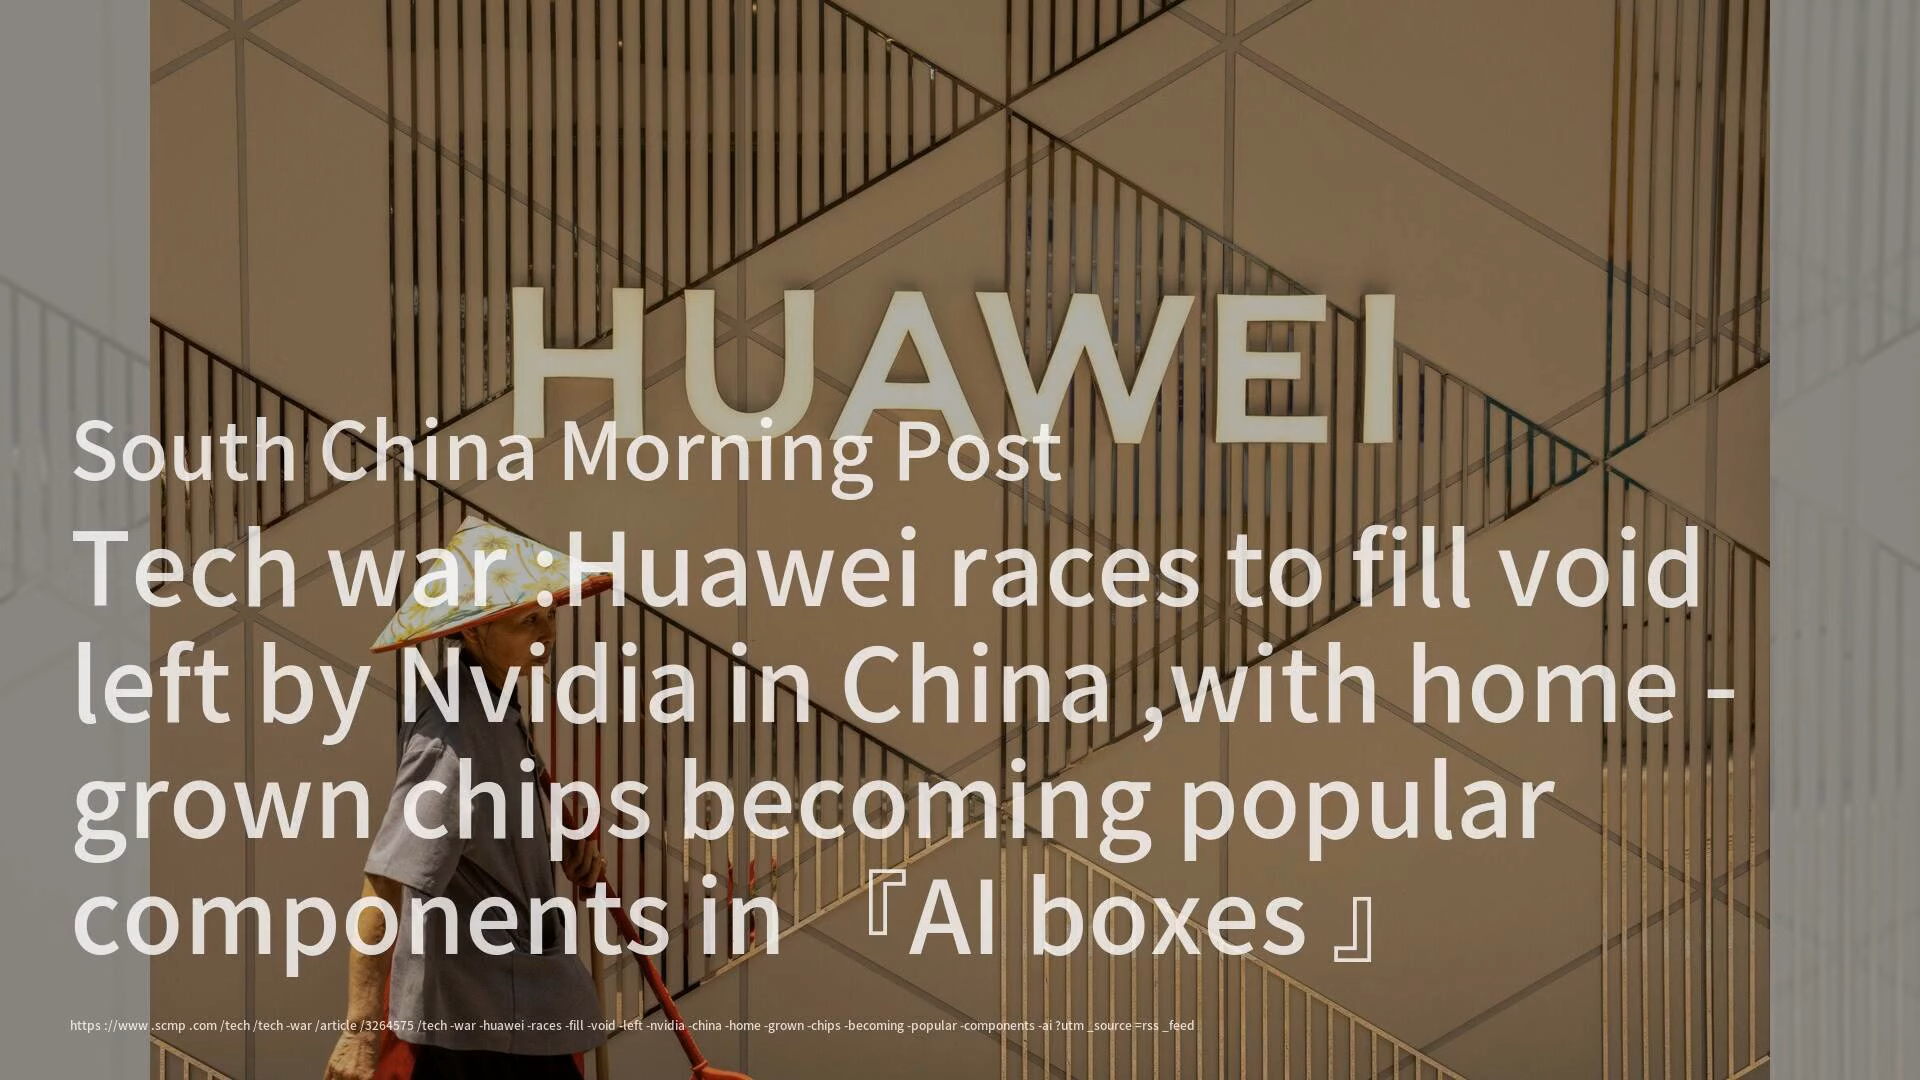 HUAWEI
South China Morning Post
Tech war :Huawei races to fill void
left by Nvidia in China ,with home -
grown chips becoming popular
components in 『AI boxes 』
https ://www .scmp .com /tech /tech -war /article /3264575 /tech -war -huawei -races -fill -void -left -nvidia -china -home -grown -chips -becoming -popular -components -ai ?utm _source =rss _feed